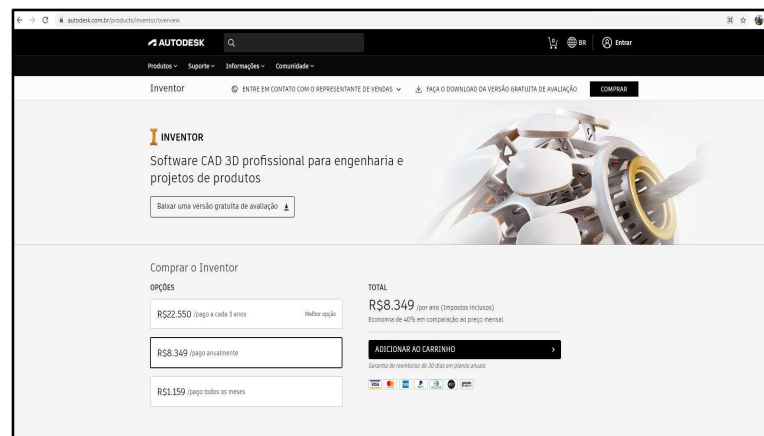 autodesk.com.br/products/inventor/overview
AUTODESK
BR
Entrar
Produtos
Suporte
Informações
Comunidade
Inventor
ENTRE EM CONTATO COM O REPRESENTANTE DE VENDAS
FAÇA O DOWNLOAD DA VERSÃO GRATUITA DE AVALIAÇÃO
COMPRAR
I INVENTOR
Software CAD 3D profissional para engenharia e
projetos de produtos
Baixar uma versão gratuita de avaliação
Comprar o Inventor
OPÇÕES
R$22.550 /pago a cada 3 anos
Melhor opção
R$8.349 /pago anualmente
R$1.159 /pago todos os meses
TOTAL
R$8.349 /por ano (Impostos inclusos)
Economia de 40% em comparação ao preço mensal
ADICIONAR AO CARRINHO
Garantia de reembolso de 30 dias em planos anuais
VISA